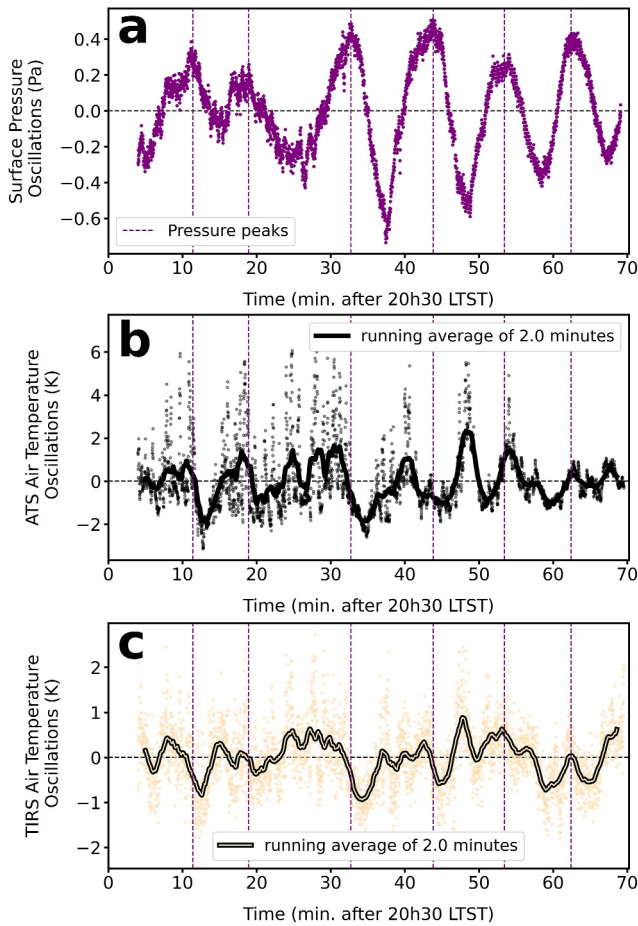 a
Surface Pressure
Oscillations (Pa)
0.4
0.2
0.0
−0.2
−0.4
−0.6
Pressure peaks
0 10 20 30 40 50 60 70
Time (min. after 20h30 LTST)
b
running average of 2.0 minutes
ATS Air Temperature
Oscillations (K)
6
4
2
0
−2
0 10 20 30 40 50 60 70
Time (min. after 20h30 LTST)
c
TIRS Air Temperature
Oscillations (K)
2
1
0
−1
−2
running average of 2.0 minutes
0 10 20 30 40 50 60 70
Time (min. after 20h30 LTST)